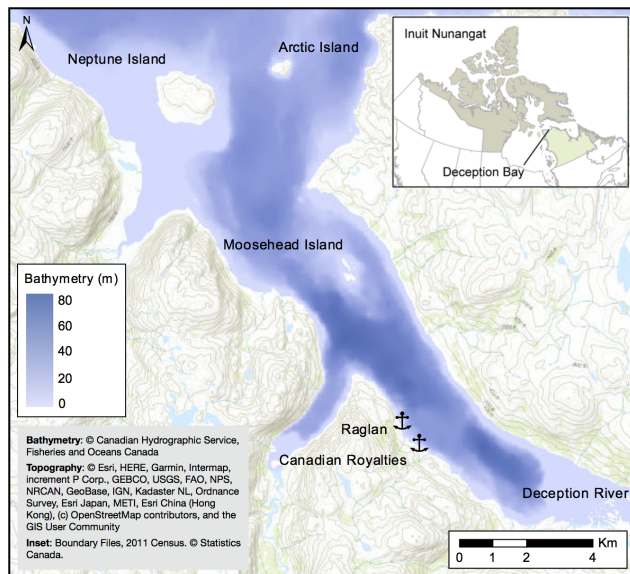 N
Neptune Island
Arctic Island
Inuit Nunangat
Deception Bay
Moosehead Island
Bathymetry (m)
80
60
40
20
0
Raglan
Canadian Royalties
Deception River
Bathymetry: © Canadian Hydrographic Service,
Fisheries and Oceans Canada
Topography: © Esri, HERE, Garmin, Intermap,
increment P Corp., GEBCO, USGS, FAO, NPS,
NRCAN, GeoBase, IGN, Kadaster NL, Ordnance
Survey, Esri Japan, METI, Esri China (Hong
Kong), (c) OpenStreetMap contributors, and the
GIS User Community
Inset: Boundary Files, 2011 Census. © Statistics
Canada.
Km
0 1 2 4